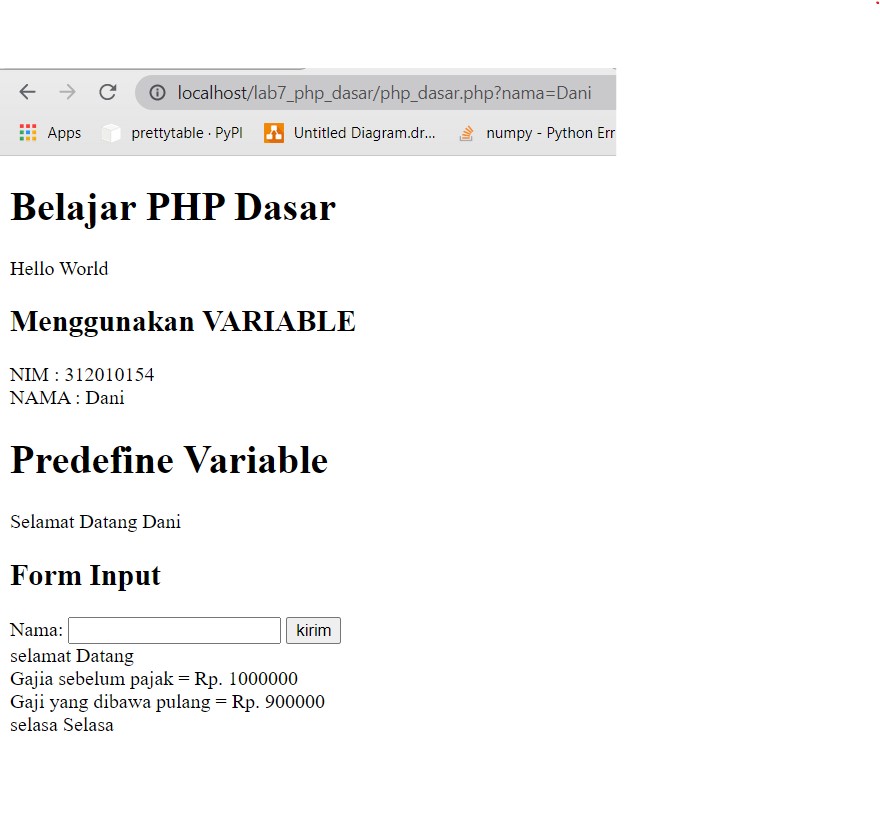 localhost/lab7_php_dasar/php_dasar.php?nama=Dani
Apps prettytable · PyPI Untitled Diagram.dr... numpy - Python Err
Belajar PHP Dasar
Hello World
Menggunakan VARIABLE
NIM : 312010154
NAMA : Dani
Predefine Variable
Selamat Datang Dani
Form Input
Nama: kirim
selamat Datang
Gajia sebelum pajak = Rp. 1000000
Gaji yang dibawa pulang = Rp. 900000
selasa Selasa